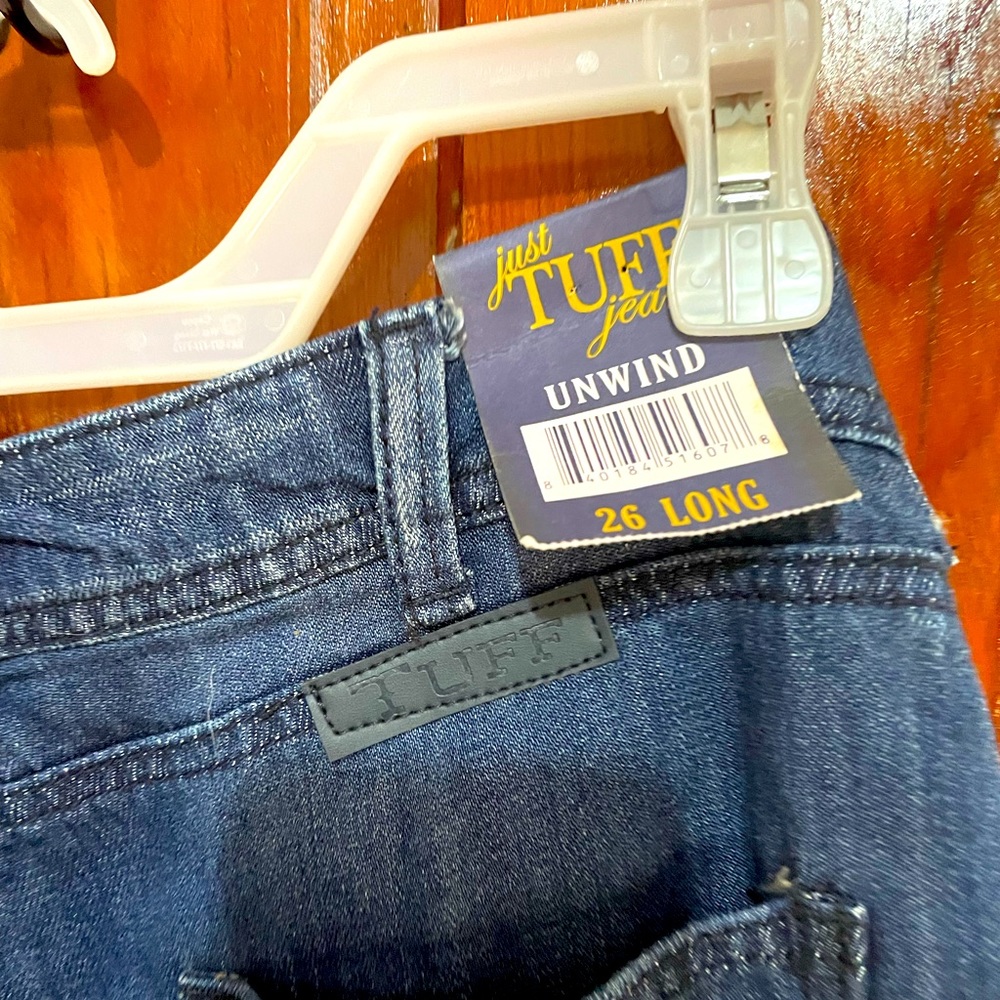 just
TUFF
jea
UNWIND
8 40184 51607 8
26 LONG
TUFF